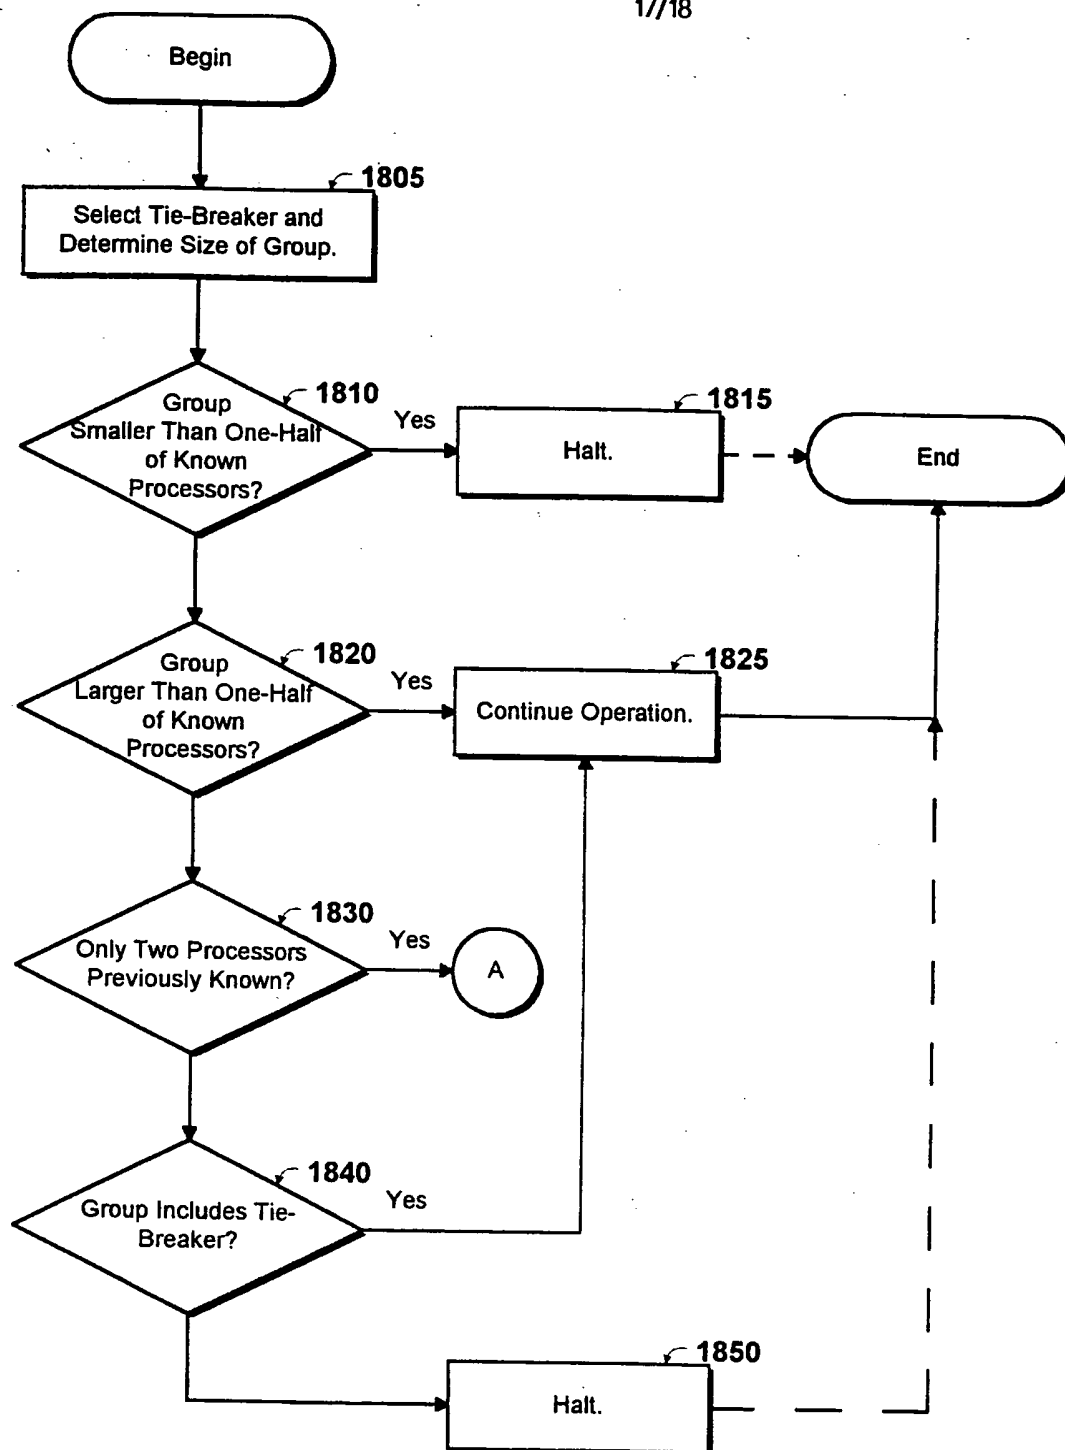 17/18
Begin
1805
Select Tie-Breaker and
Determine Size of Group.
1810
Group
Smaller Than One-Half
of Known
Processors?
Yes
1815
Halt.
End
1820
Group
Larger Than One-Half
of Known
Processors?
Yes
1825
Continue Operation.
1830
Only Two Processors
Previously Known?
Yes
A
1840
Group Includes Tie-
Breaker?
Yes
1850
Halt.